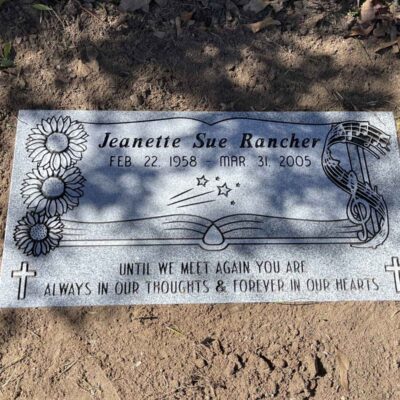 Jeanette Sue Rancher
FEB. 22. 1958 - MAR. 31. 2005
UNTIL WE MEET AGAIN YOU ARE
ALWAYS IN OUR THOUGHTS & FOREVER IN OUR HEARTS